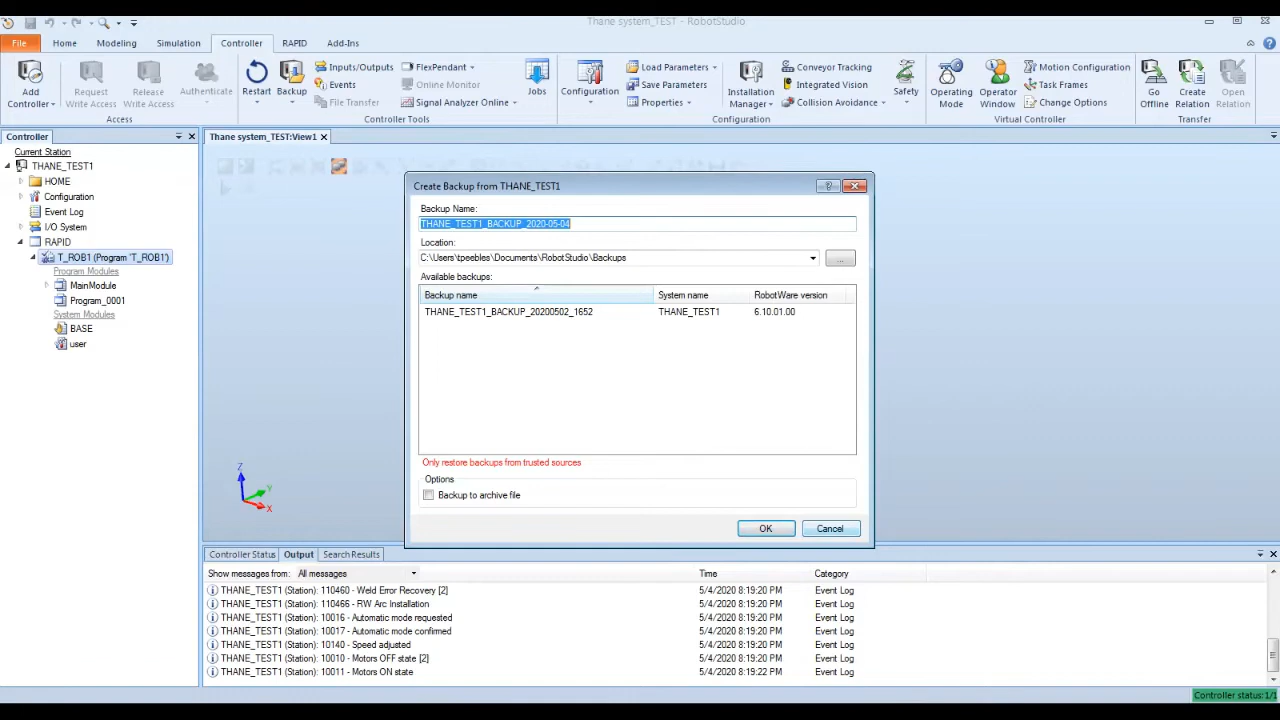 Thane system_TEST - RobotStudio
File Home Modeling Simulation Controller RAPID Add-Ins
Add Controller
Request Write Access
Release Write Access
Authenticate
Access
Restart
Backup
Inputs/Outputs
Events
File Transfer
FlexPendant
Online Monitor
Signal Analyzer Online
Jobs
Controller Tools
Configuration
Load Parameters
Save Parameters
Properties
Installation Manager
Conveyor Tracking
Integrated Vision
Collision Avoidance
Safety
Configuration
Operating Mode
Operator Window
Motion Configuration
Task Frames
Change Options
Virtual Controller
Go Offline
Create Relation
Open Relation
Transfer
Controller
Thane system_TEST:View1
Current Station
THANE_TEST1
HOME
Configuration
Event Log
I/O System
RAPID
T_ROB1 (Program 'T_ROB1')
Program Modules
MainModule
Program_0001
System Modules
BASE
user
Create Backup from THANE_TEST1
Backup Name:
THANE_TEST1_BACKUP_2020-05-04
Location:
C:\Users\tpeebles\Documents\RobotStudio\Backups
...
Available backups:
Backup name System name RobotWare version
THANE_TEST1_BACKUP_20200502_1652 THANE_TEST1 6.10.01.00
Only restore backups from trusted sources
Options
Backup to archive file
OK Cancel
Z
Y
X
Controller Status Output Search Results
Show messages from: All messages Time Category
THANE_TEST1 (Station): 110460 - Weld Error Recovery [2] 5/4/2020 8:19:20 PM Event Log
THANE_TEST1 (Station): 110466 - RW Arc Installation 5/4/2020 8:19:20 PM Event Log
THANE_TEST1 (Station): 10016 - Automatic mode requested 5/4/2020 8:19:20 PM Event Log
THANE_TEST1 (Station): 10017 - Automatic mode confirmed 5/4/2020 8:19:20 PM Event Log
THANE_TEST1 (Station): 10140 - Speed adjusted 5/4/2020 8:19:20 PM Event Log
THANE_TEST1 (Station): 10010 - Motors OFF state [2] 5/4/2020 8:19:20 PM Event Log
THANE_TEST1 (Station): 10011 - Motors ON state 5/4/2020 8:19:22 PM Event Log
Controller status:1/1